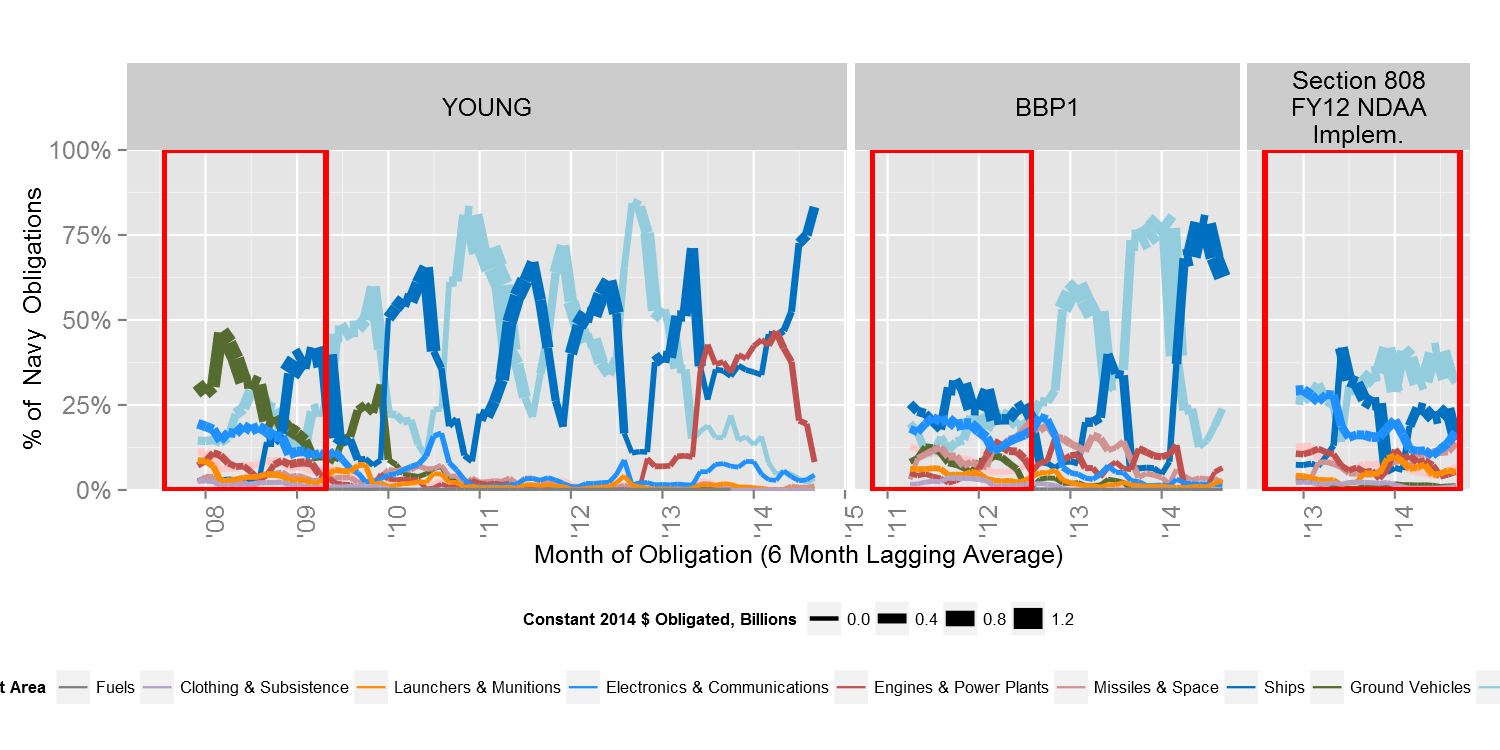 YOUNG
BBP1
Section 808
FY12 NDAA
Implem.
% of Navy Obligations
100%
75%
50%
25%
0%
'08
'09
'10
'11
'12
'13
'14
'15
'11
'12
'13
'14
'13
'14
Month of Obligation (6 Month Lagging Average)
Constant 2014 $ Obligated, Billions 0.0 0.4 0.8 1.2
t Area Fuels Clothing & Subsistence Launchers & Munitions Electronics & Communications Engines & Power Plants Missiles & Space Ships Ground Vehicles